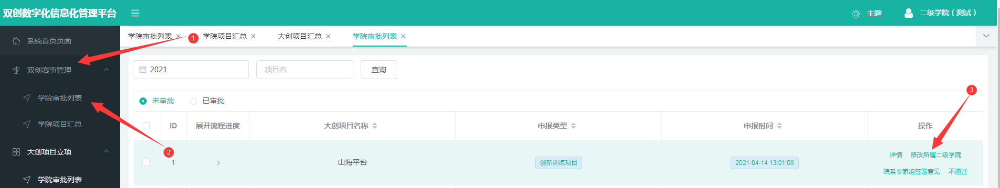 双创数字化信息化管理平台
主题
二级学院（测试）
系统首页页面
双创赛事管理
学院审批列表
学院项目汇总
大创项目立项
学院审批列表
学院审批列表 1 学院项目汇总 大创项目汇总 学院审批列表
2021 项目名 查询
3
未审批 已审批
ID 展开流程进度 大创项目名称 申报类型 申报时间 操作
2
1 山海平台 创新训练项目 2021-04-14 13:01:08
详情 修改所属二级学院
院系专家组签署意见 不通过